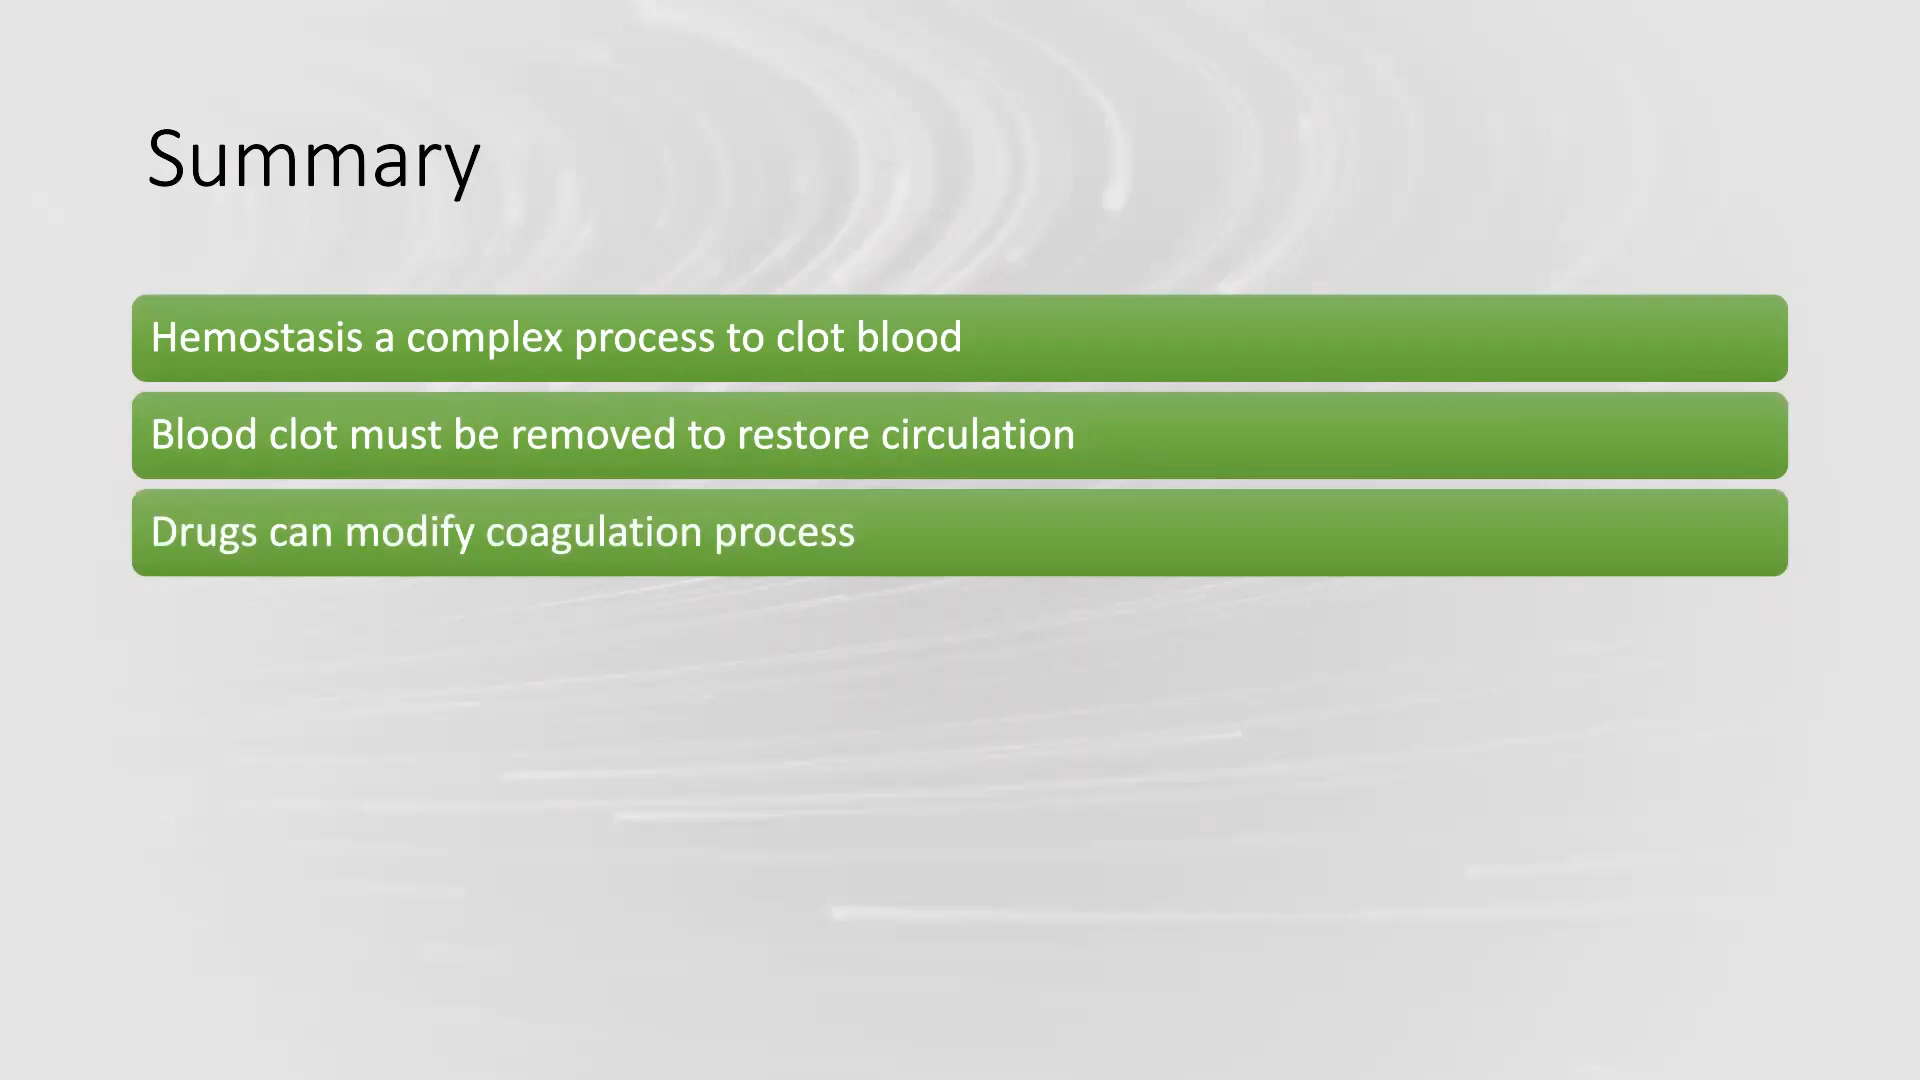 Summary
Hemostasis a complex process to clot blood
Blood clot must be removed to restore circulation
Drugs can modify coagulation process